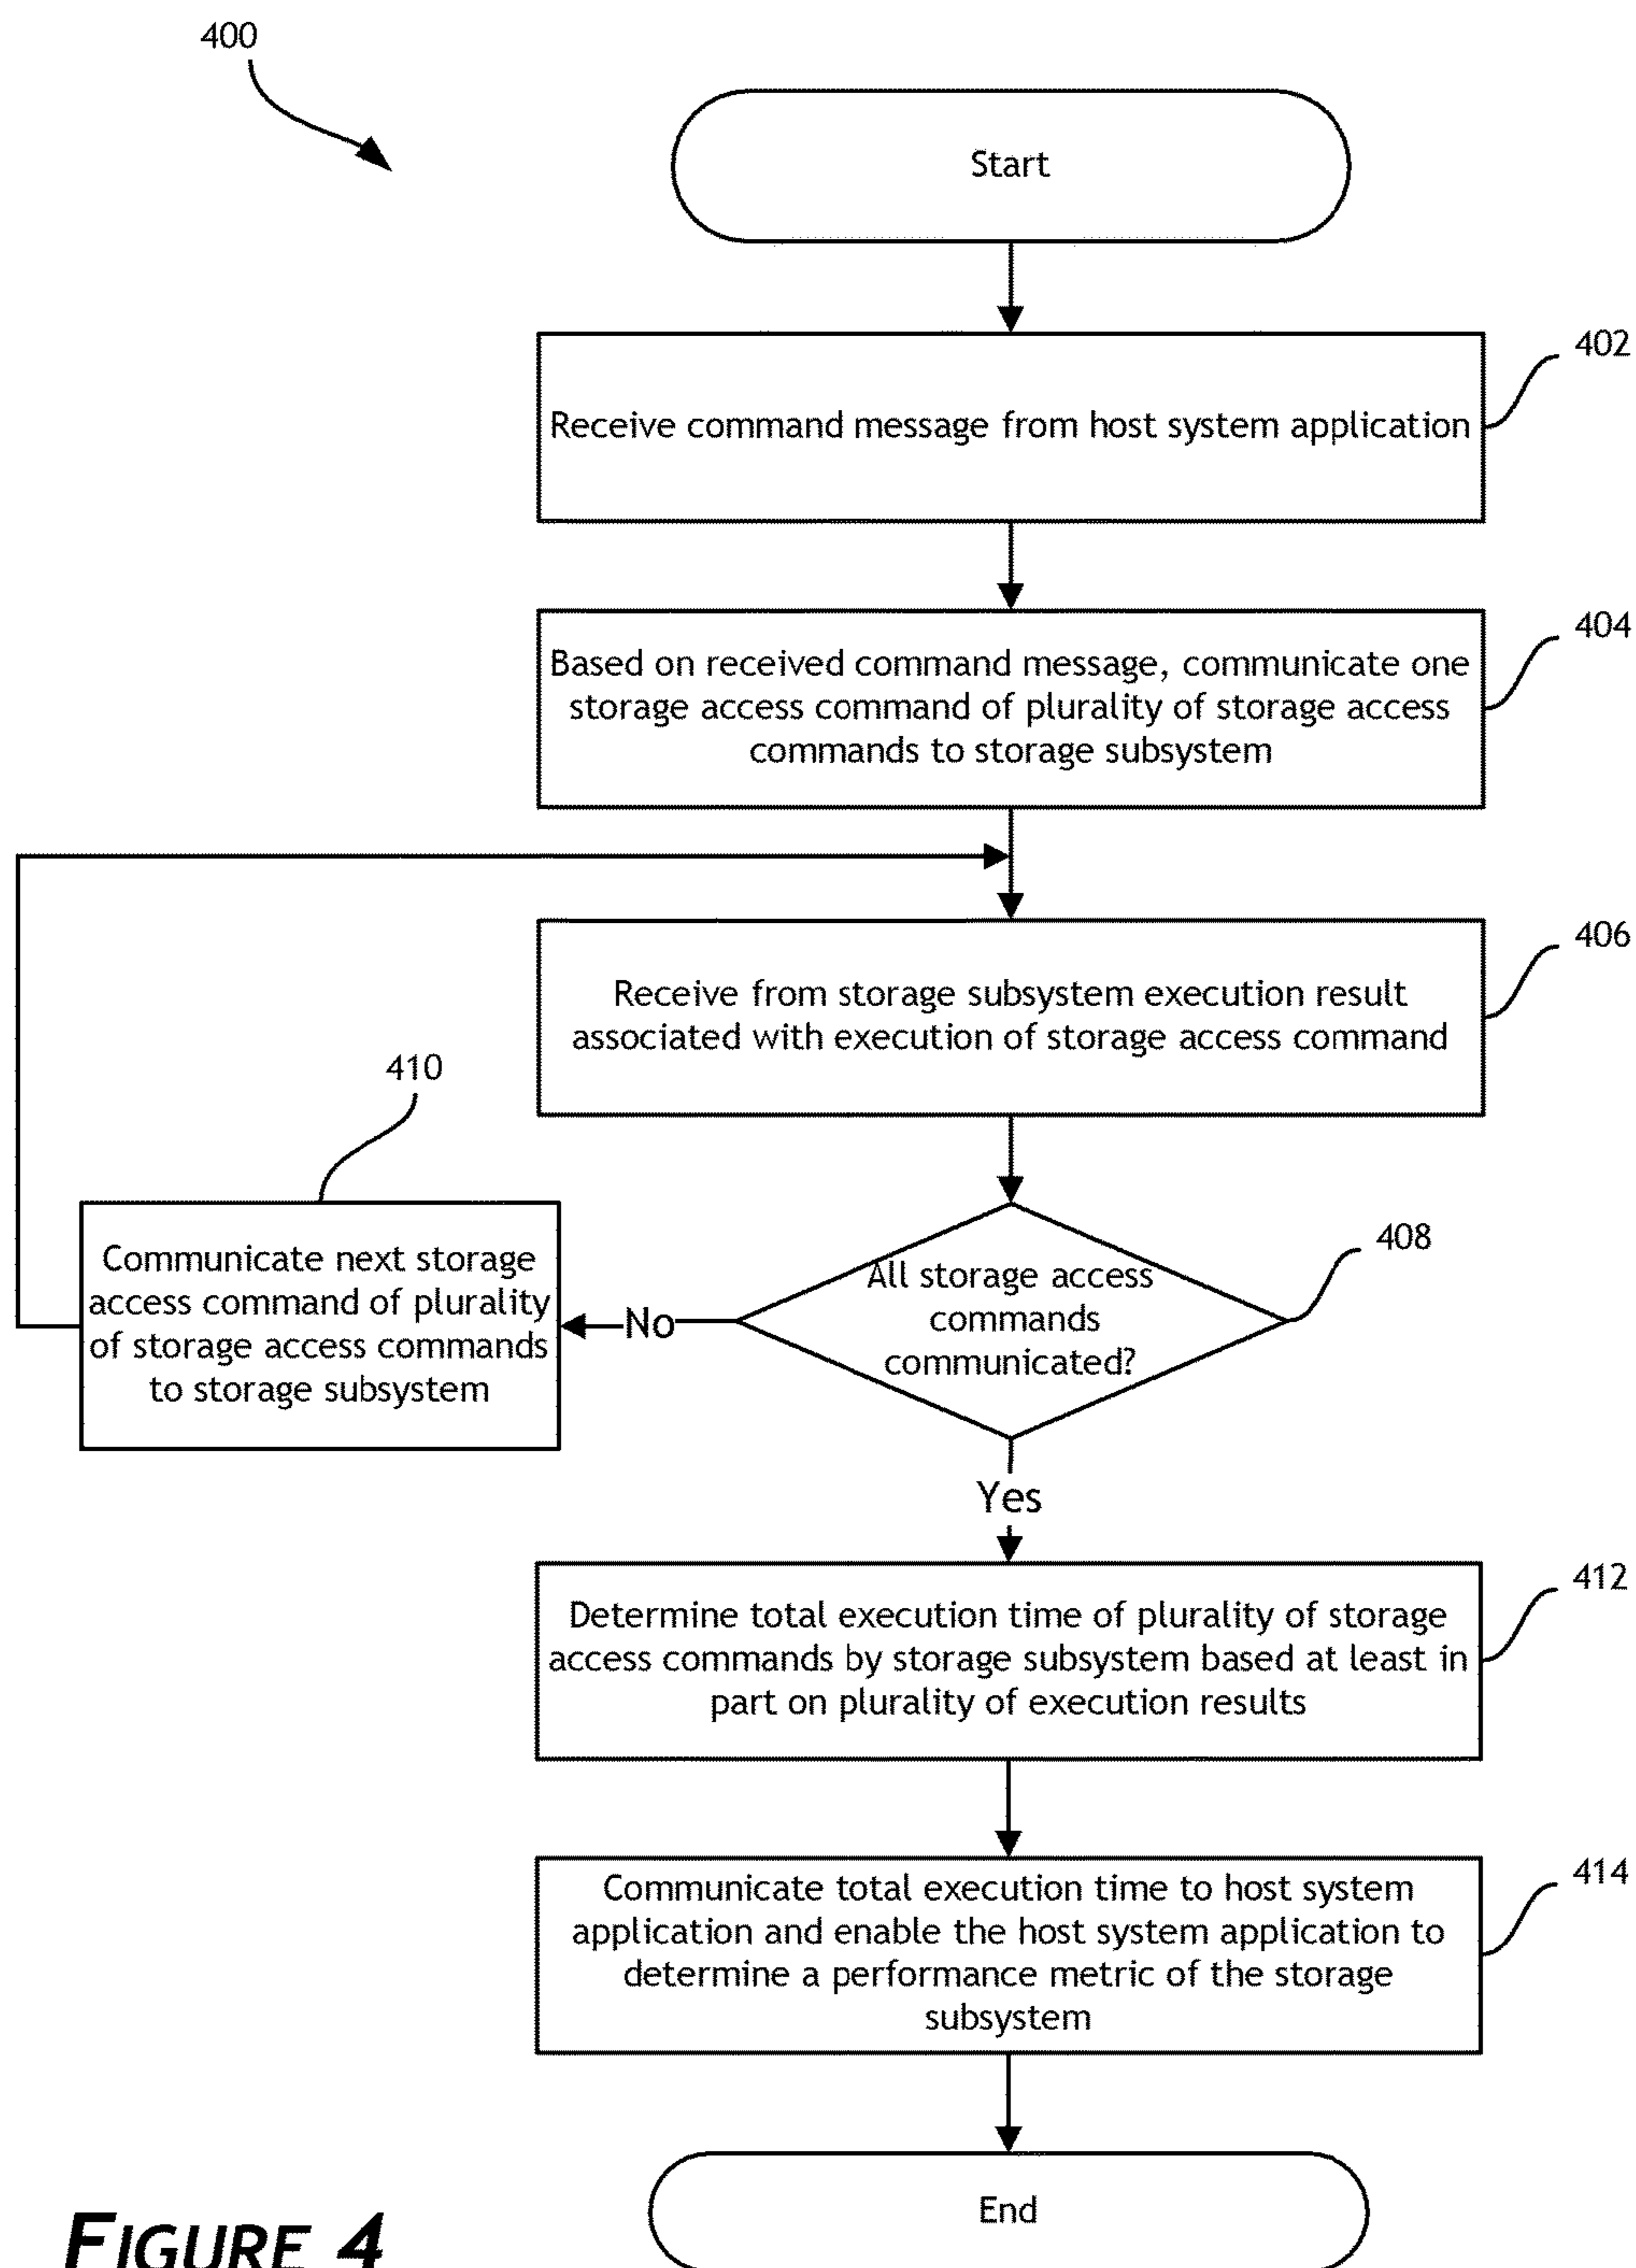 400
Start
402
Receive command message from host system application
404
Based on received command message, communicate one
storage access command of plurality of storage access
commands to storage subsystem
406
Receive from storage subsystem execution result
associated with execution of storage access command
410
408
Communicate next storage
access command of plurality
of storage access commands
to storage subsystem
No
All storage access
commands
communicated?
Yes
412
Determine total execution time of plurality of storage
access commands by storage subsystem based at least in
part on plurality of execution results
414
Communicate total execution time to host system
application and enable the host system application to
determine a performance metric of the storage
subsystem
End
FIGURE 4